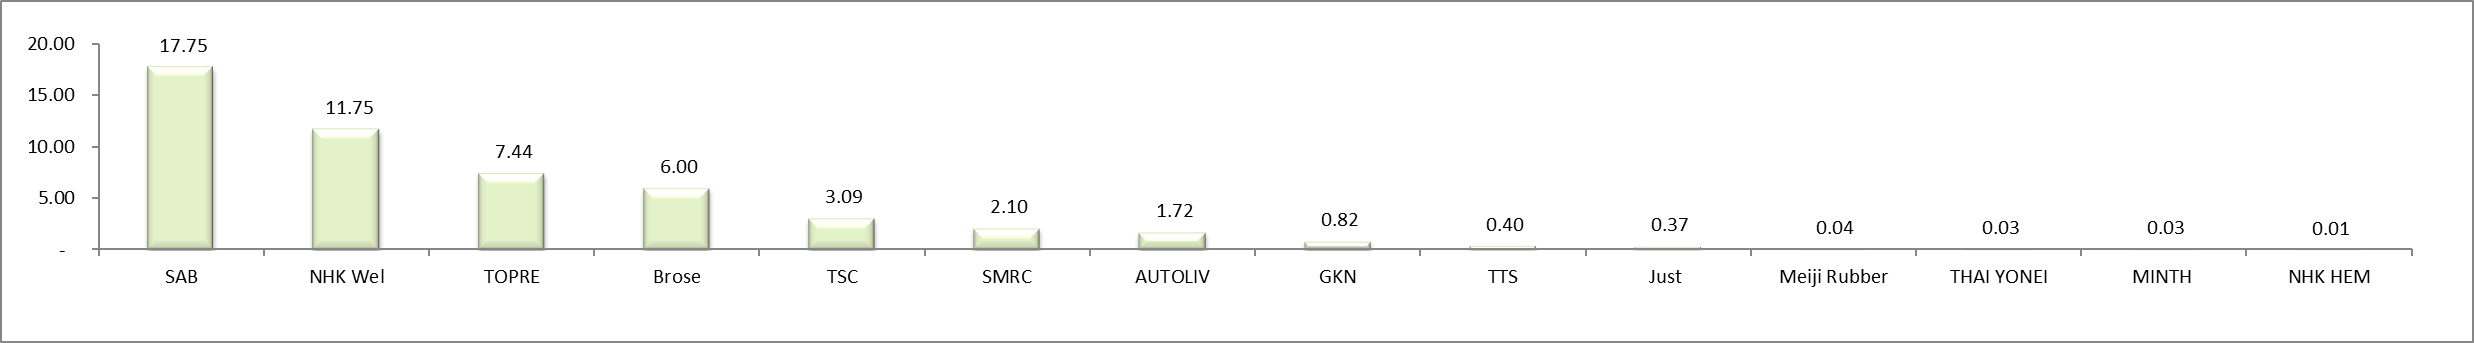 20.00
15.00
10.00
5.00
-
17.75
11.75
7.44
6.00
3.09
2.10
1.72
0.82
0.40
0.37
0.04
0.03
0.03
0.01
SAB
NHK Wel
TOPRE
Brose
TSC
SMRC
AUTOLIV
GKN
TTS
Just
Meiji Rubber
THAI YONEI
MINTH
NHK HEM